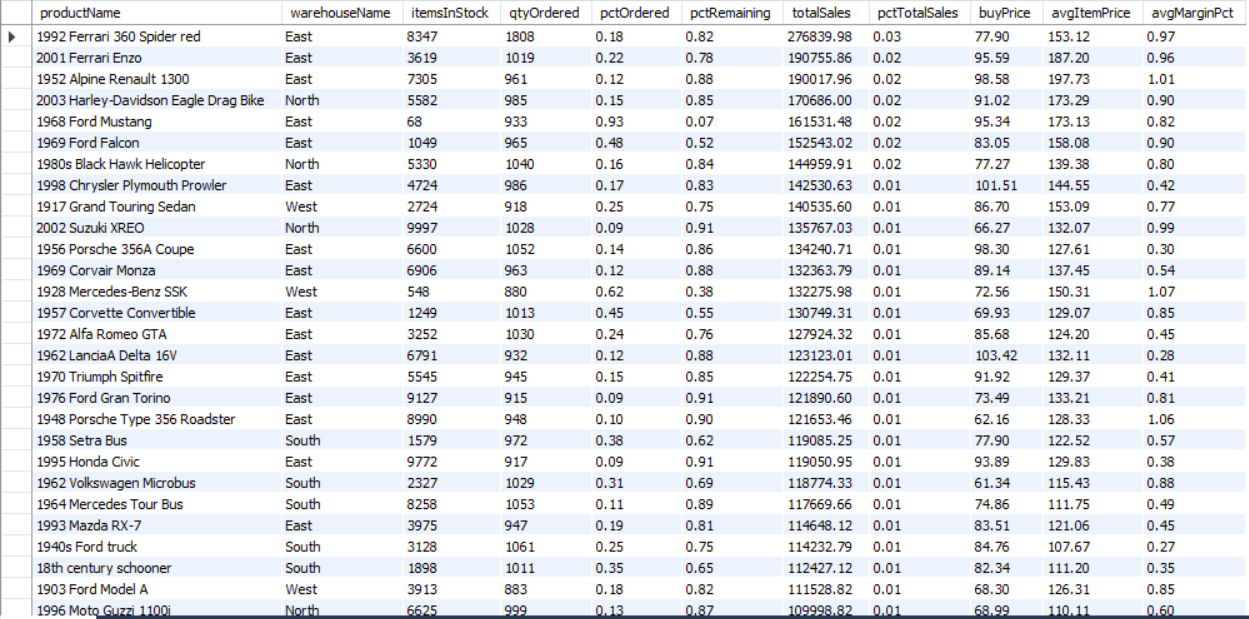 productName warehouseName itemsInStock qtyOrdered pctOrdered pctRemaining totalSales pctTotalSales buyPrice avgItemPrice avgMarginPct
1992 Ferrari 360 Spider red East 8347 1808 0.18 0.82 276839.98 0.03 77.90 153.12 0.97
2001 Ferrari Enzo East 3619 1019 0.22 0.78 190755.86 0.02 95.59 187.20 0.96
1952 Alpine Renault 1300 East 7305 961 0.12 0.88 190017.96 0.02 98.58 197.73 1.01
2003 Harley-Davidson Eagle Drag Bike North 5582 985 0.15 0.85 170686.00 0.02 91.02 173.29 0.90
1968 Ford Mustang East 68 933 0.93 0.07 161531.48 0.02 95.34 173.13 0.82
1969 Ford Falcon East 1049 965 0.48 0.52 152543.02 0.02 83.05 158.08 0.90
1980s Black Hawk Helicopter North 5330 1040 0.16 0.84 144959.91 0.02 77.27 139.38 0.80
1998 Chrysler Plymouth Prowler East 4724 986 0.17 0.83 142530.63 0.01 101.51 144.55 0.42
1917 Grand Touring Sedan West 2724 918 0.25 0.75 140535.60 0.01 86.70 153.09 0.77
2002 Suzuki XREO North 9997 1028 0.09 0.91 135767.03 0.01 66.27 132.07 0.99
1956 Porsche 356A Coupe East 6600 1052 0.14 0.86 134240.71 0.01 98.30 127.61 0.30
1969 Corvair Monza East 6906 963 0.12 0.88 132363.79 0.01 89.14 137.45 0.54
1928 Mercedes-Benz SSK West 548 880 0.62 0.38 132275.98 0.01 72.56 150.31 1.07
1957 Corvette Convertible East 1249 1013 0.45 0.55 130749.31 0.01 69.93 129.07 0.85
1972 Alfa Romeo GTA East 3252 1030 0.24 0.76 127924.32 0.01 85.68 124.20 0.45
1962 LanciaA Delta 16V East 6791 932 0.12 0.88 123123.01 0.01 103.42 132.11 0.28
1970 Triumph Spitfire East 5545 945 0.15 0.85 122254.75 0.01 91.92 129.37 0.41
1976 Ford Gran Torino East 9127 915 0.09 0.91 121890.60 0.01 73.49 133.21 0.81
1948 Porsche Type 356 Roadster East 8990 948 0.10 0.90 121653.46 0.01 62.16 128.33 1.06
1958 Setra Bus South 1579 972 0.38 0.62 119085.25 0.01 77.90 122.52 0.57
1995 Honda Civic East 9772 917 0.09 0.91 119050.95 0.01 93.89 129.83 0.38
1962 Volkswagen Microbus South 2327 1029 0.31 0.69 118774.33 0.01 61.34 115.43 0.88
1964 Mercedes Tour Bus South 8258 1053 0.11 0.89 117669.66 0.01 74.86 111.75 0.49
1993 Mazda RX-7 East 3975 947 0.19 0.81 114648.12 0.01 83.51 121.06 0.45
1940s Ford truck South 3128 1061 0.25 0.75 114232.79 0.01 84.76 107.67 0.27
18th century schooner South 1898 1011 0.35 0.65 112427.12 0.01 82.34 111.20 0.35
1903 Ford Model A West 3913 883 0.18 0.82 111528.82 0.01 68.30 126.31 0.85
1996 Moto Guzzi 1100i North 6625 999 0.13 0.87 109998.82 0.01 68.99 110.11 0.60